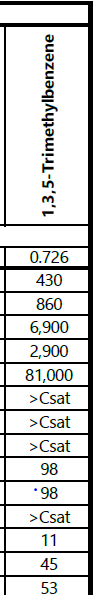 1,3,5-Trimethylbenzene
0.726
430
860
6,900
2,900
81,000
>Csat
>Csat
>Csat
98
98
>Csat
11
45
53